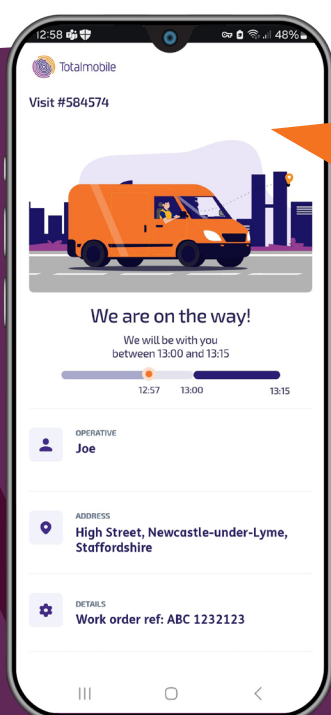 12:58 48%
Totalmobile
Visit #584574
We are on the way!
We will be with you
between 13:00 and 13:15
12:57 13:00 13:15
OPERATIVE
Joe
ADDRESS
High Street, Newcastle-under-Lyme,
Staffordshire
DETAILS
Work order ref: ABC 1232123